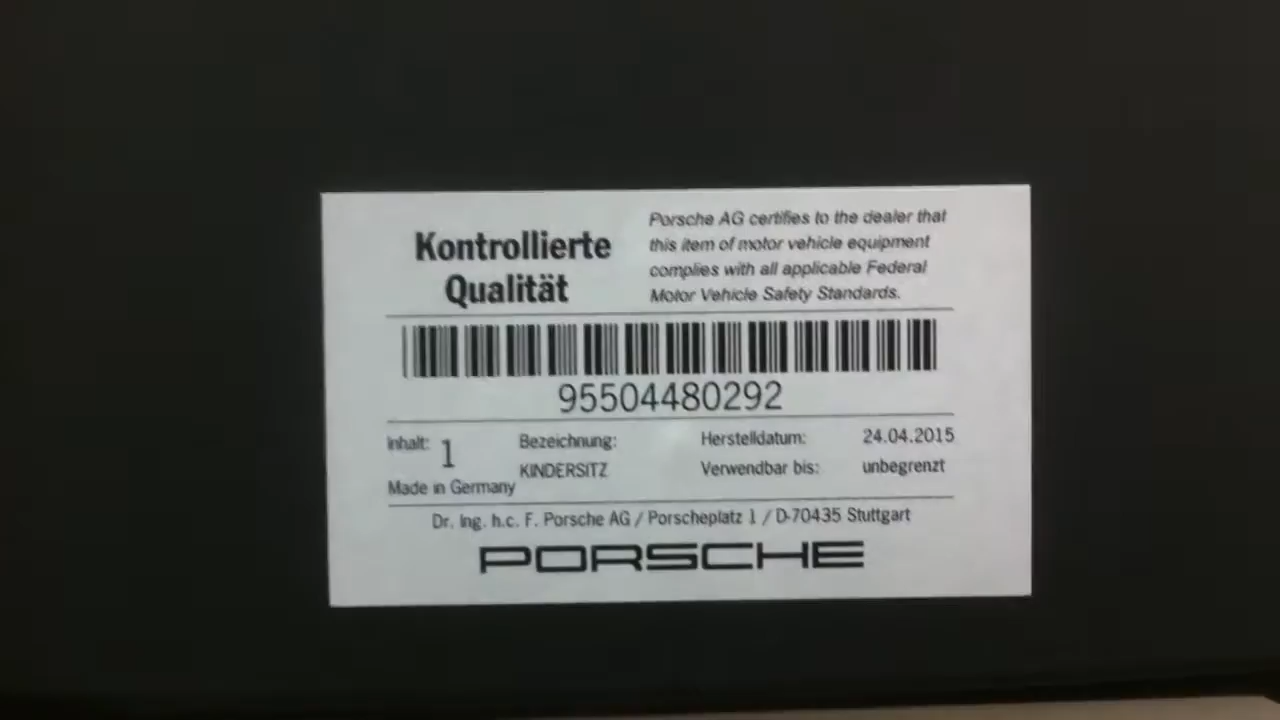 Kontrollierte
Qualität
Porsche AG certifies to the dealer that
this item of motor vehicle equipment
complies with all applicable Federal
Motor Vehicle Safety Standards.
95504480292
Inhalt: 1 Bezeichnung: Herstelldatum: 24.04.2015
KINDERSITZ Verwendbar bis: unbegrenzt
Made in Germany
Dr. Ing. h.c. F. Porsche AG / Porscheplatz 1 / D-70435 Stuttgart
PORSCHE